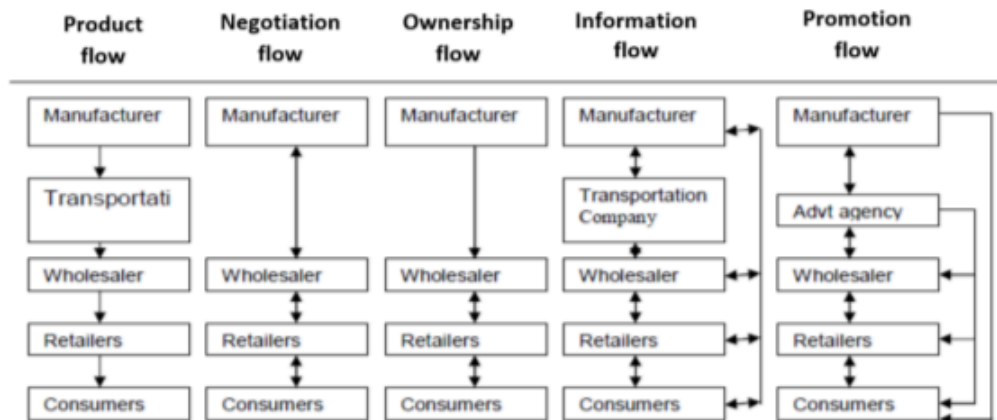 Product flow
Negotiation flow
Ownership flow
Information flow
Promotion flow
Manufacturer
Transportati
Wholesaler
Retailers
Consumers
Manufacturer
Wholesaler
Retailers
Consumers
Manufacturer
Wholesaler
Retailers
Consumers
Manufacturer
Transportation
Company
Wholesaler
Retailers
Consumers
Manufacturer
Advt agency
Wholesaler
Retailers
Consumers